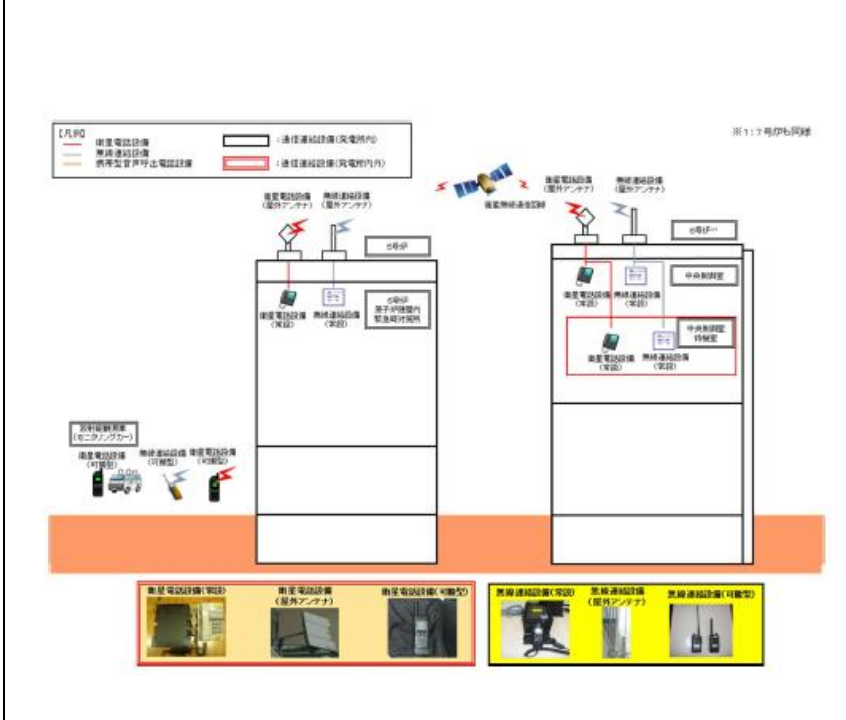 【凡例】
衛星電話設備
無線連絡設備
携帯型音声呼出電話設備
：通信連絡設備(発電所内)
：通信連絡設備(発電所内外)
※1：7号炉も同様
衛星電話設備
(屋外アンテナ)
無線連絡設備
(屋外アンテナ)
衛星無線通信回線
衛星電話設備
(屋外アンテナ)
無線連絡設備
(屋外アンテナ)
5号炉
6号炉※1
衛星電話設備
(常設)
無線連絡設備
(常設)
5号炉
原子炉建屋内
緊急時対策所
衛星電話設備
(常設)
無線連絡設備
(常設)
中央制御室
衛星電話設備
(常設)
無線連絡設備
(常設)
中央制御室
待機室
放射能観測車
(モニタリングカー)
衛星電話設備
(可搬型)
無線連絡設備
(可搬型)
衛星電話設備
(可搬型)
衛星電話設備(常設)
衛星電話設備
(屋外アンテナ)
衛星電話設備(可搬型)
無線連絡設備(常設)
無線連絡設備
(屋外アンテナ)
無線連絡設備(可搬型)